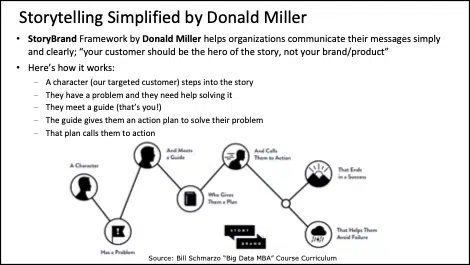 Storytelling Simplified by Donald Miller
• StoryBrand Framework by Donald Miller helps organizations communicate their messages simply
and clearly; “your customer should be the hero of the story, not your brand/product”
• Here’s how it works:
– A character (our targeted customer) steps into the story
– They have a problem and they need help solving it
– They meet a guide (that’s you!)
– The guide gives them an action plan to solve their problem
– That plan calls them to action
A Character
Has a Problem
And Meets
a Guide
Who Gives
Them a Plan
And Calls
Them to Action
That Ends
in a Success
That Helps Them
Avoid Failure
STORY
BRAND
Source: Bill Schmarzo “Big Data MBA” Course Curriculum